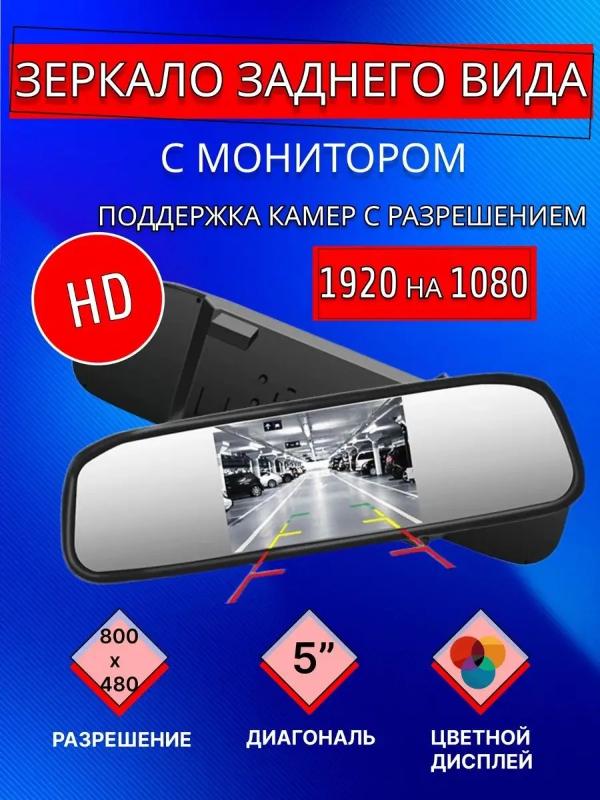 ЗЕРКАЛО ЗАДНЕГО ВИДА
С МОНИТОРОМ
ПОДДЕРЖКА КАМЕР С РАЗРЕШЕНИЕМ
HD
1920 НА 1080
800
x
480
РАЗРЕШЕНИЕ
5”
ДИАГОНАЛЬ
ЦВЕТНОЙ
ДИСПЛЕЙ